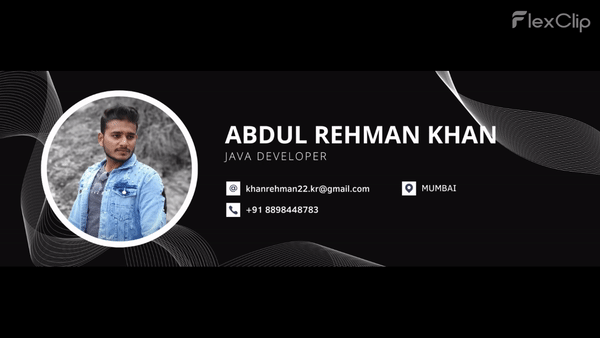 FlexClip
ABDUL REHMAN KHAN
JAVA DEVELOPER
khanrehman22.kr@gmail.com
MUMBAI
+91 8898448783